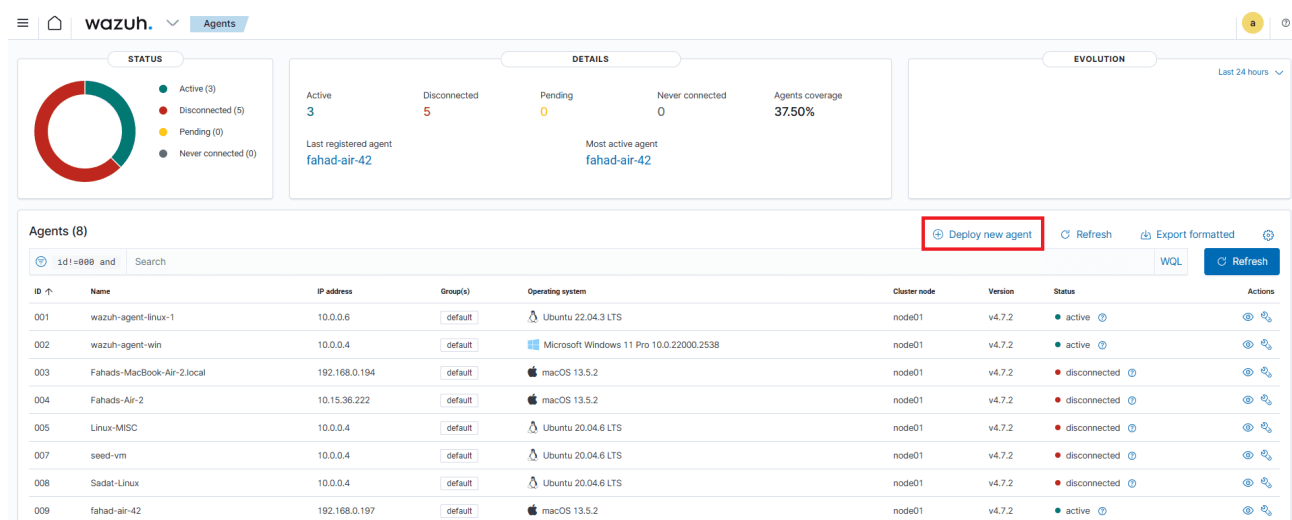 wazuh. Agents a
STATUS
Active (3)
Disconnected (5)
Pending (0)
Never connected (0)
DETAILS
Active Disconnected Pending Never connected Agents coverage
3 5 0 0 37.50%
Last registered agent Most active agent
fahad-air-42 fahad-air-42
EVOLUTION
Last 24 hours
Agents (8) Deploy new agent Refresh Export formatted
id!=000 and Search WQL Refresh
ID Name IP address Group(s) Operating system Cluster node Version Status Actions
001 wazuh-agent-linux-1 10.0.0.6 default Ubuntu 22.04.3 LTS node01 v4.7.2 active
002 wazuh-agent-win 10.0.0.4 default Microsoft Windows 11 Pro 10.0.22000.2538 node01 v4.7.2 active
003 Fahads-MacBook-Air-2.local 192.168.0.194 default macOS 13.5.2 node01 v4.7.2 disconnected
004 Fahads-Air-2 10.15.36.222 default macOS 13.5.2 node01 v4.7.2 disconnected
005 Linux-MISC 10.0.0.4 default Ubuntu 20.04.6 LTS node01 v4.7.2 disconnected
007 seed-vm 10.0.0.4 default Ubuntu 20.04.6 LTS node01 v4.7.2 disconnected
008 Sadat-Linux 10.0.0.4 default Ubuntu 20.04.6 LTS node01 v4.7.2 disconnected
009 fahad-air-42 192.168.0.197 default macOS 13.5.2 node01 v4.7.2 active